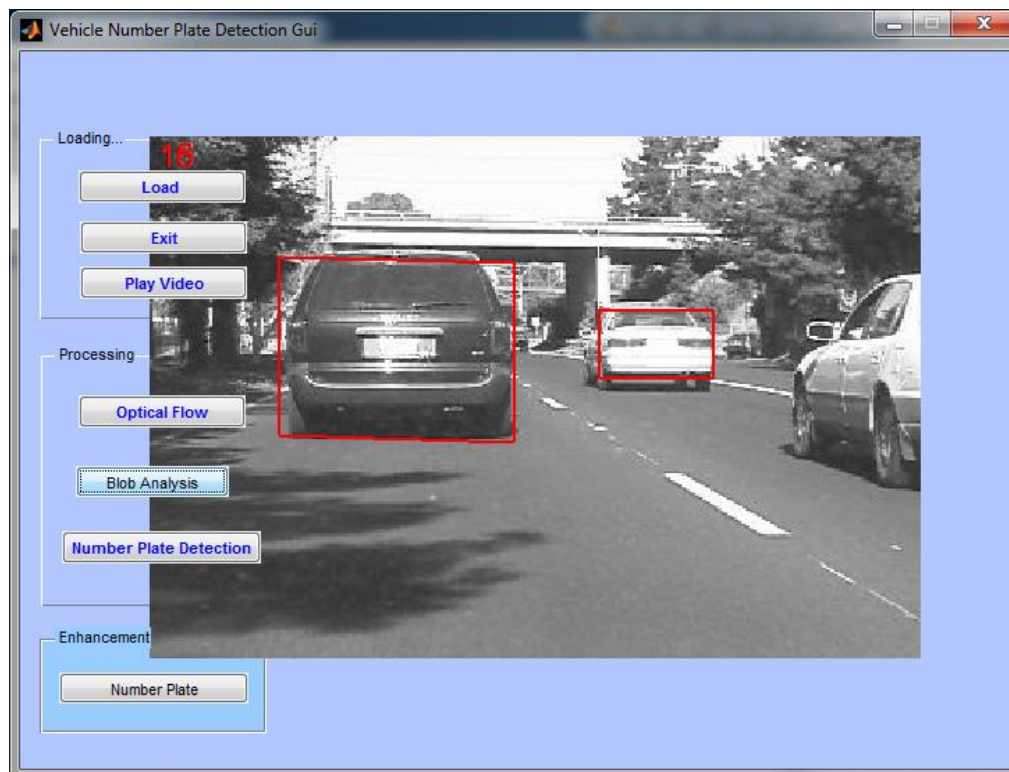 Vehicle Number Plate Detection Gui
Loading...
16
Load
Exit
Play Video
Processing
Optical Flow
Blob Analysis
Number Plate Detection
Enhancement
Number Plate